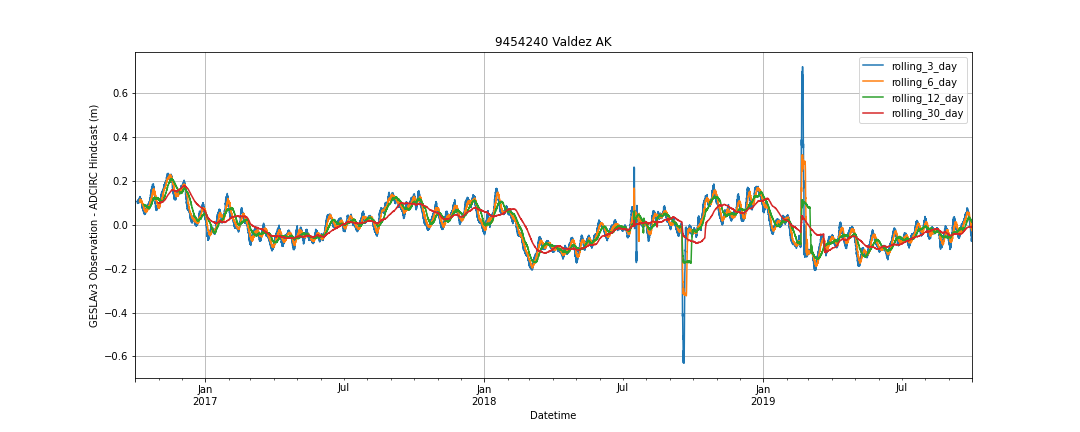 9454240 Valdez AK
rolling_3_day
rolling_6_day
rolling_12_day
rolling_30_day
GESLAv3 Observation - ADCIRC Hindcast (m)
0.6
0.4
0.2
0.0
−0.2
−0.4
−0.6
Jan
2017
Jul
Jan
2018
Jul
Jan
2019
Jul
Datetime